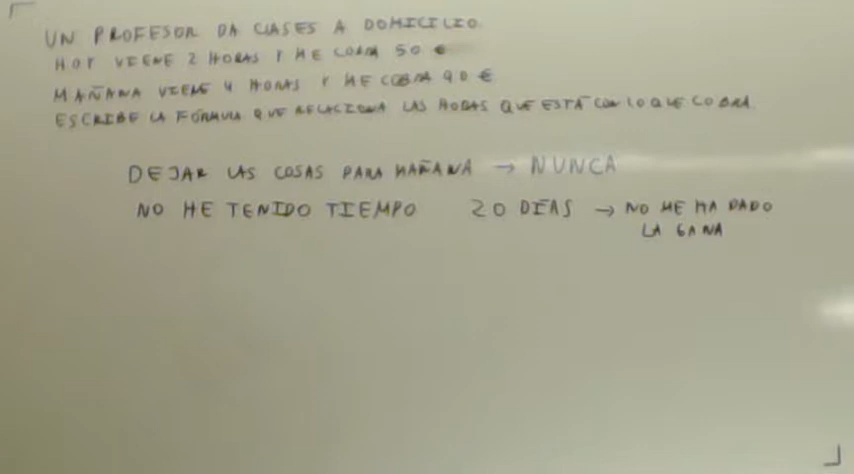 UN PROFESOR DA CLASES A DOMICILIO.
HOY VIENE 2 HORAS Y ME COBRA 50 €
MAÑANA VIENE 4 HORAS Y ME COBRA 90 €
ESCRIBE LA FÓRMULA QUE RELACIONA LAS HORAS QUE ESTÁ CON LO QUE COBRA.
DEJAR LAS COSAS PARA MAÑANA → NUNCA
NO HE TENIDO TIEMPO 20 DÍAS → NO ME HA DADO
LA GANA